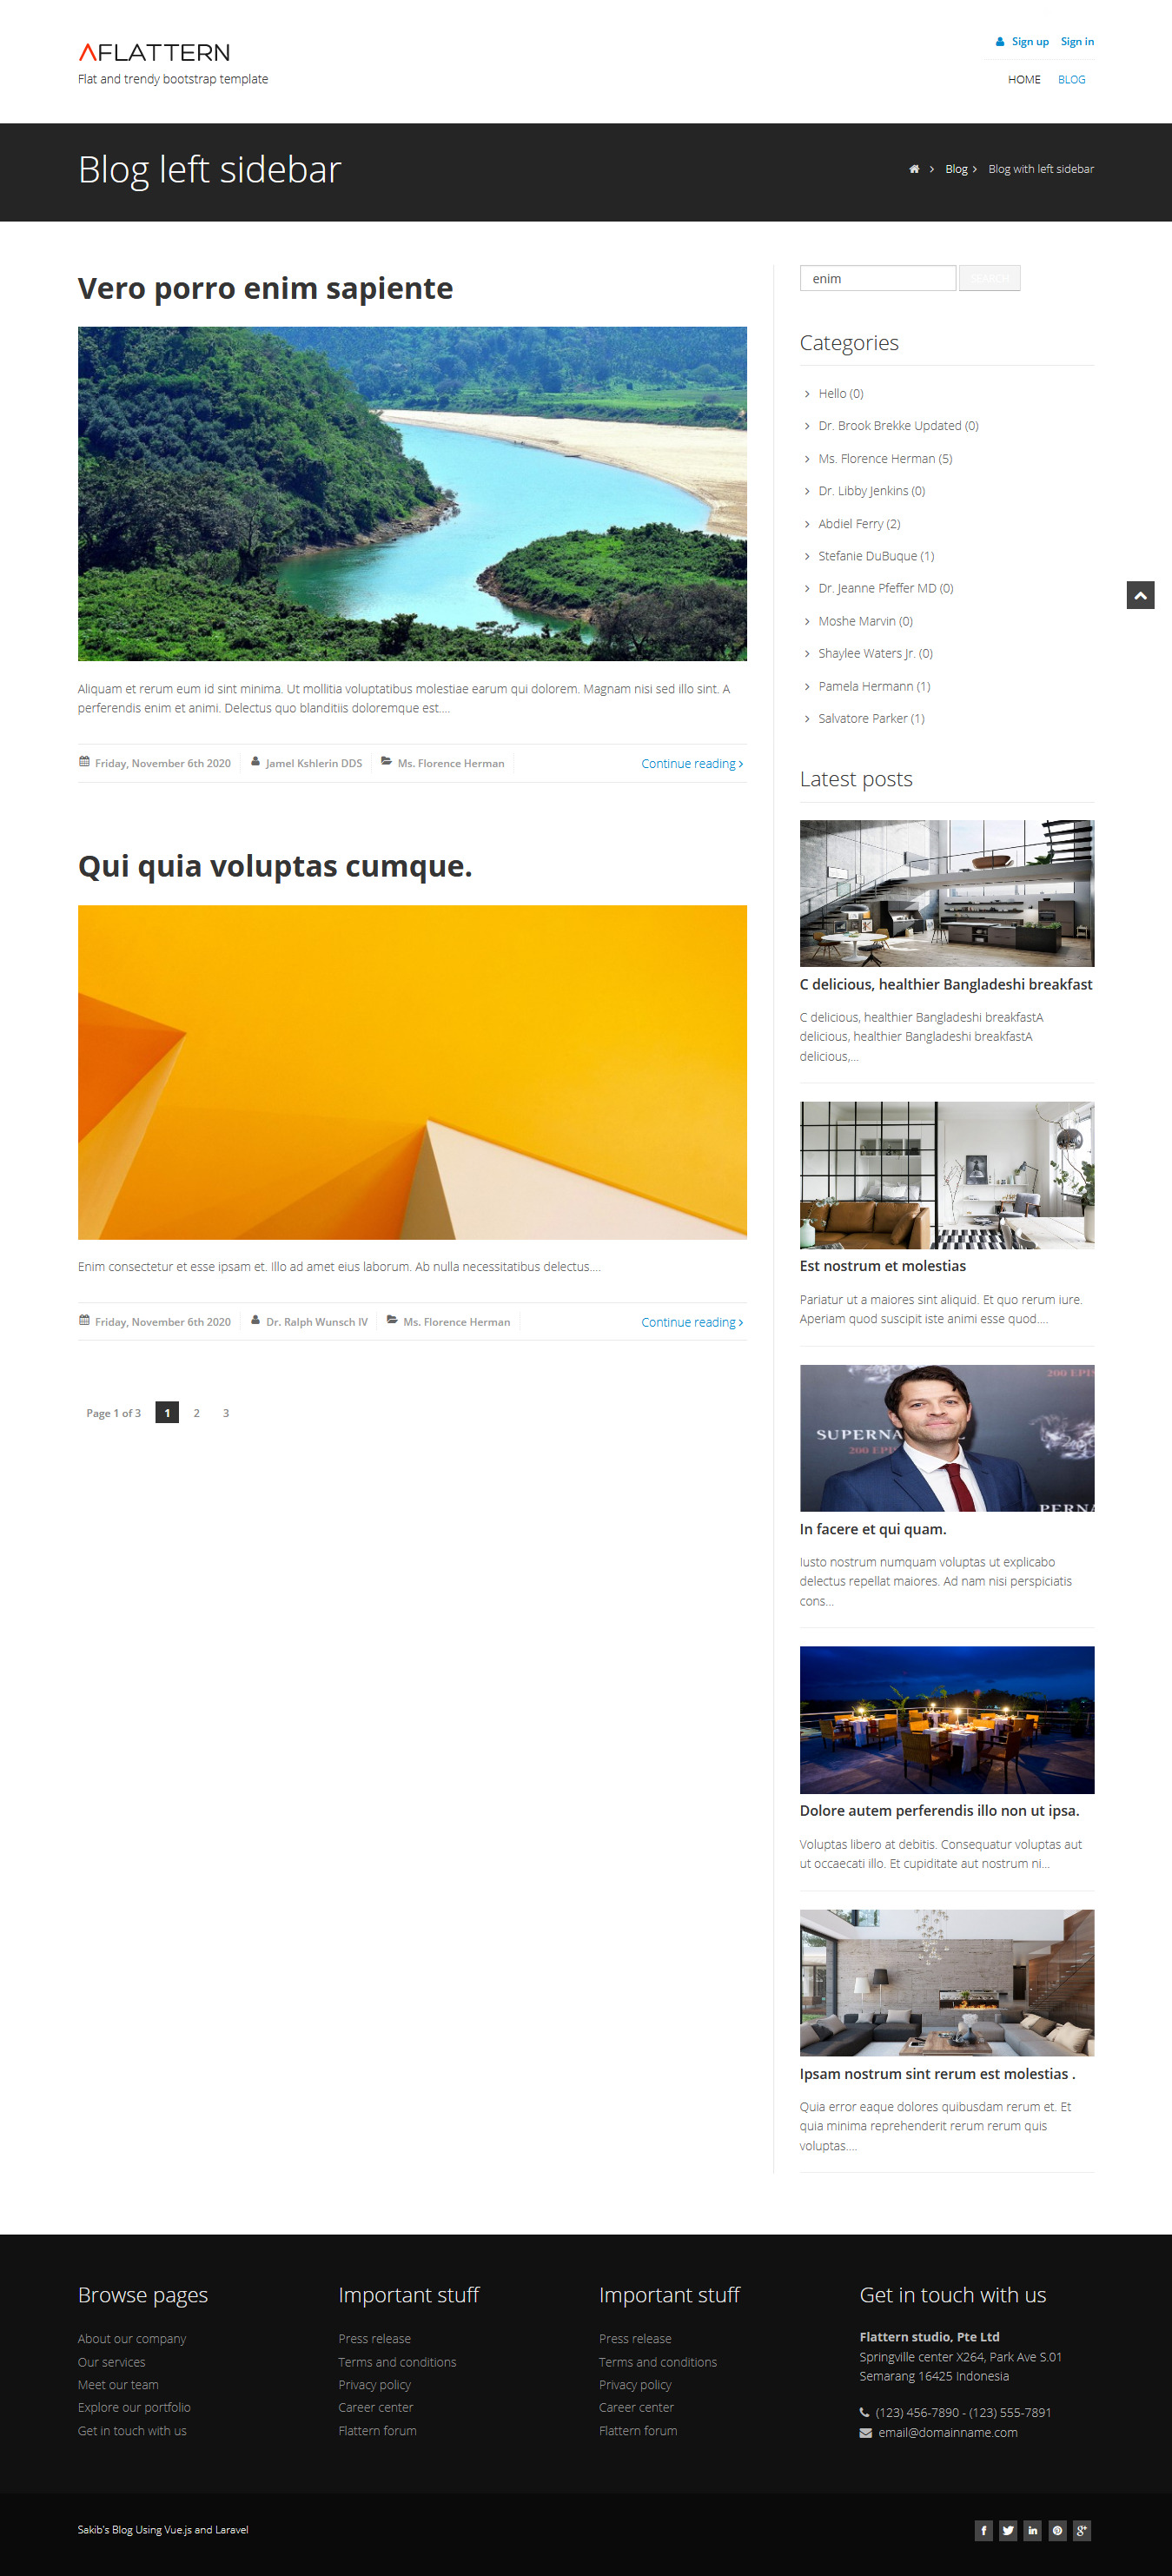 AFLATTERN
Flat and trendy bootstrap template
Sign up Sign in
HOME BLOG
Blog left sidebar
Blog Blog with left sidebar
Vero porro enim sapiente
Aliquam et rerum eum id sint minima. Ut mollitia voluptatibus molestiae earum qui dolorem. Magnam nisi sed illo sint. A
perferendis enim et animi. Delectus quo blanditiis doloremque est....
Friday, November 6th 2020 Jamel Kshlerin DDS Ms. Florence Herman Continue reading
Qui quia voluptas cumque.
Enim consectetur et esse ipsam et. Illo ad amet eius laborum. Ab nulla necessitatibus delectus....
Friday, November 6th 2020 Dr. Ralph Wunsch IV Ms. Florence Herman Continue reading
Page 1 of 3 1 2 3
enim SEARCH
Categories
Hello (0)
Dr. Brook Brekke Updated (0)
Ms. Florence Herman (5)
Dr. Libby Jenkins (0)
Abdiel Ferry (2)
Stefanie DuBuque (1)
Dr. Jeanne Pfeffer MD (0)
Moshe Marvin (0)
Shaylee Waters Jr. (0)
Pamela Hermann (1)
Salvatore Parker (1)
Latest posts
C delicious, healthier Bangladeshi breakfast
C delicious, healthier Bangladeshi breakfastA
delicious, healthier Bangladeshi breakfastA
delicious,...
Est nostrum et molestias
Pariatur ut a maiores sint aliquid. Et quo rerum iure.
Aperiam quod suscipit iste animi esse quod....
200 EPI
SUPERNA
200 EPI
PERNA
In facere et qui quam.
Iusto nostrum numquam voluptas ut explicabo
delectus repellat maiores. Ad nam nisi perspiciatis
cons...
Dolore autem perferendis illo non ut ipsa.
Voluptas libero at debitis. Consequatur voluptas aut
ut occaecati illo. Et cupiditate aut nostrum ni...
Ipsam nostrum sint rerum est molestias .
Quia error eaque dolores quibusdam rerum et. Et
quia minima reprehenderit rerum rerum quis
voluptas....
Browse pages
About our company
Our services
Meet our team
Explore our portfolio
Get in touch with us
Important stuff
Press release
Terms and conditions
Privacy policy
Career center
Flattern forum
Important stuff
Press release
Terms and conditions
Privacy policy
Career center
Flattern forum
Get in touch with us
Flattern studio, Pte Ltd
Springville center X264, Park Ave S.01
Semarang 16425 Indonesia
(123) 456-7890 - (123) 555-7891
email@domainname.com
Sakib's Blog Using Vue.js and Laravel